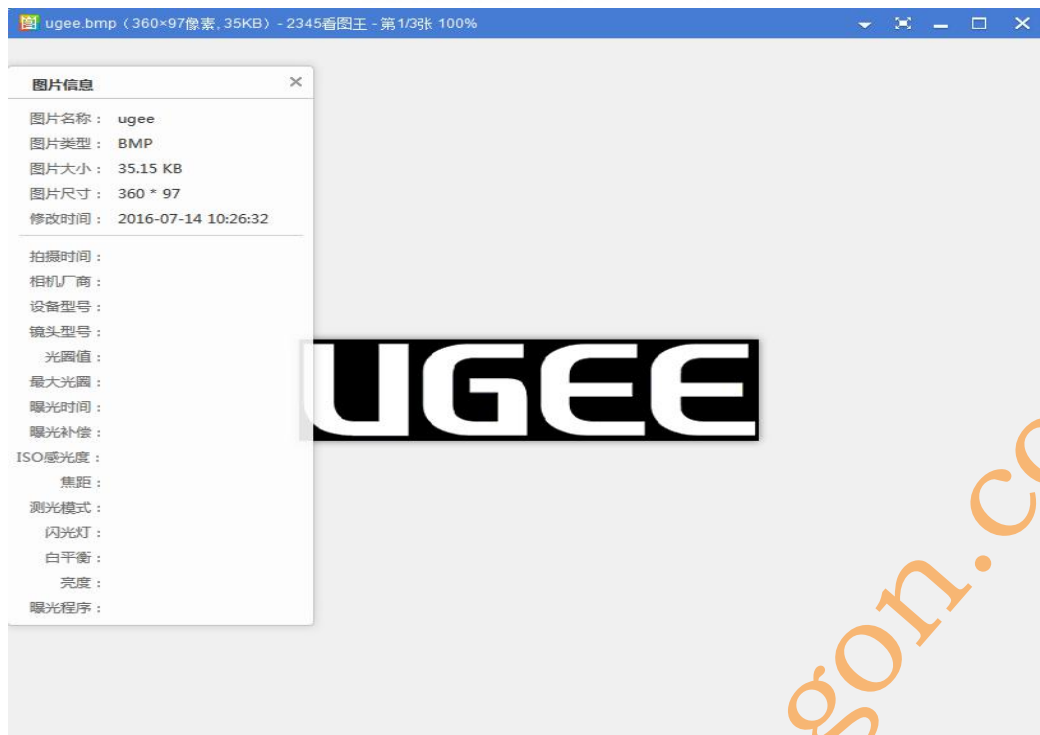 ugee.bmp（360×97像素, 35KB）- 2345看图王 - 第1/3张 100%
图片信息
图片名称： ugee
图片类型： BMP
图片大小： 35.15 KB
图片尺寸： 360 * 97
修改时间： 2016-07-14 10:26:32
拍摄时间：
相机厂商：
设备型号：
镜头型号：
光圈值：
最大光圈：
曝光时间：
曝光补偿：
ISO感光度：
焦距：
测光模式：
闪光灯：
白平衡：
亮度：
曝光程序：
UGEE
gon.co